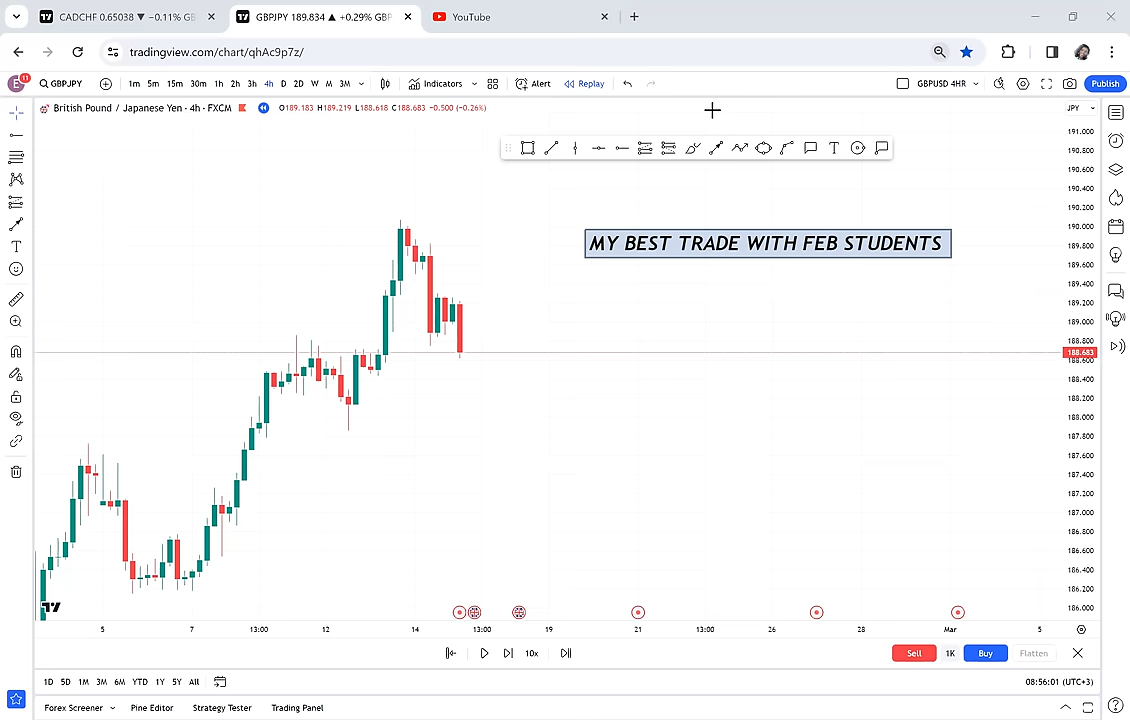 CADCHF 0.65038 ▼ −0.11% GB
GBPJPY 189.834 ▲ +0.29% GBP
YouTube
tradingview.com/chart/qhAc9p7z/
E
11
GBPJPY
1m 5m 15m 30m 1h 2h 3h 4h D 2D W M 3M
Indicators
Alert
Replay
GBPUSD 4HR
Publish
British Pound / Japanese Yen · 4h · FXCM
O189.183 H189.219 L188.618 C188.683 −0.500 (−0.26%)
JPY
MY BEST TRADE WITH FEB STUDENTS
191.000
190.800
190.600
190.400
190.200
190.000
189.800
189.600
189.400
189.200
189.000
188.800
188.683
188.600
188.400
188.200
188.000
187.800
187.600
187.400
187.200
187.000
186.800
186.600
186.400
186.200
186.000
5 7 13:00 12 14 13:00 19 21 13:00 26 28 Mar 5
10x
Sell 1K Buy Flatten
1D 5D 1M 3M 6M YTD 1Y 5Y All
08:56:01 (UTC+3)
Forex Screener Pine Editor Strategy Tester Trading Panel